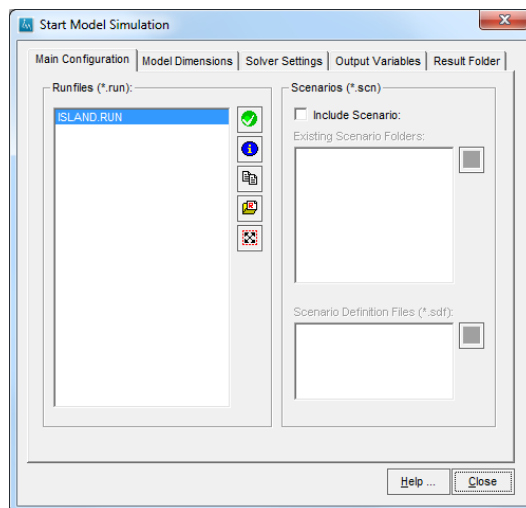 Start Model Simulation
Main Configuration
Model Dimensions
Solver Settings
Output Variables
Result Folder
Runfiles (*.run):
ISLAND.RUN
Scenarios (*.scn)
Include Scenario:
Existing Scenario Folders:
Scenario Definition Files (*.sdf):
Help ...
Close